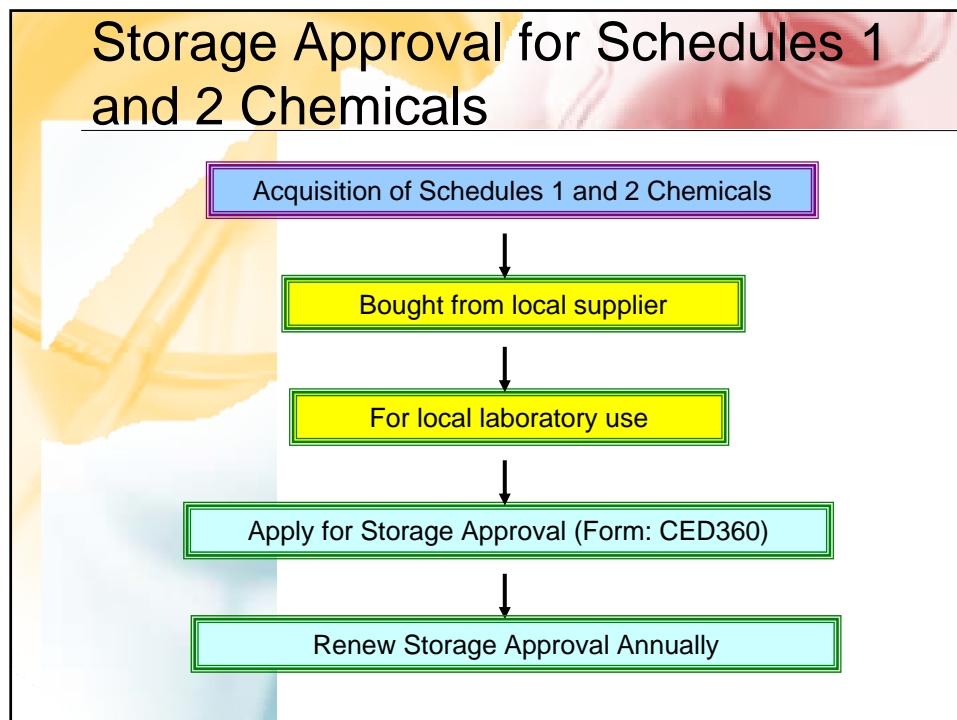 Storage Approval for Schedules 1
and 2 Chemicals
Acquisition of Schedules 1 and 2 Chemicals
Bought from local supplier
For local laboratory use
Apply for Storage Approval (Form: CED360)
Renew Storage Approval Annually